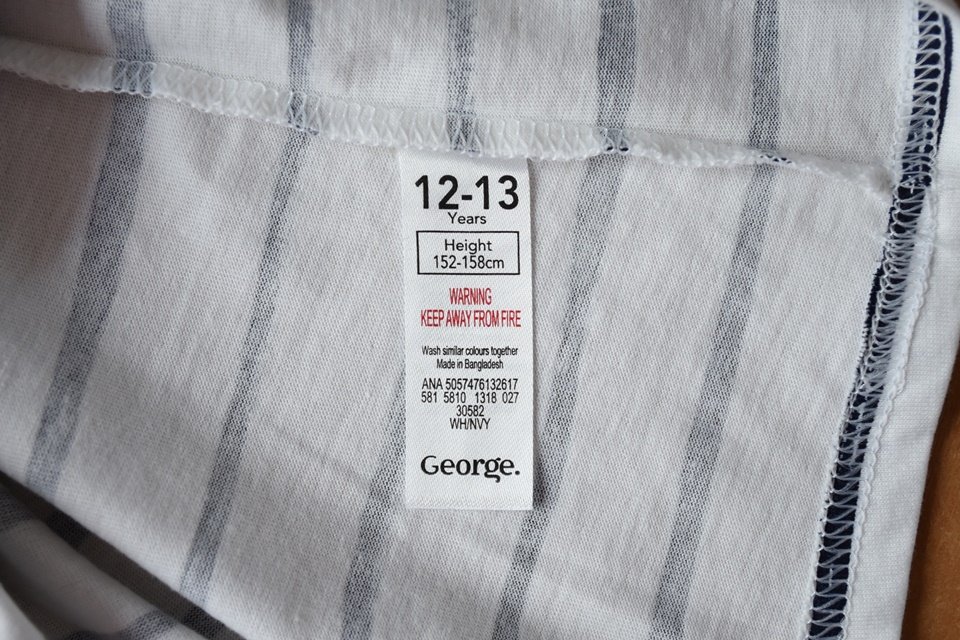 12-13
Years
Height
152-158cm
WARNING
KEEP AWAY FROM FIRE
Wash similar colours together
Made in Bangladesh
ANA 5057476132617
581 5810 1318 027
30582
WH/NVY
George.